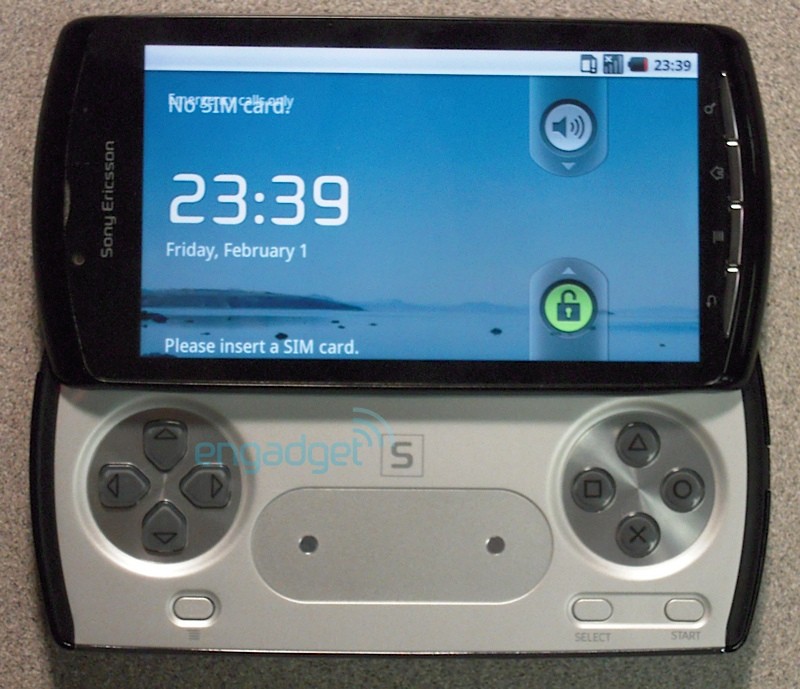 23:39
Emergency calls only
No SIM card.
23:39
Friday, February 1
Please insert a SIM card.
Sony Ericsson
engadget
S
SELECT
START